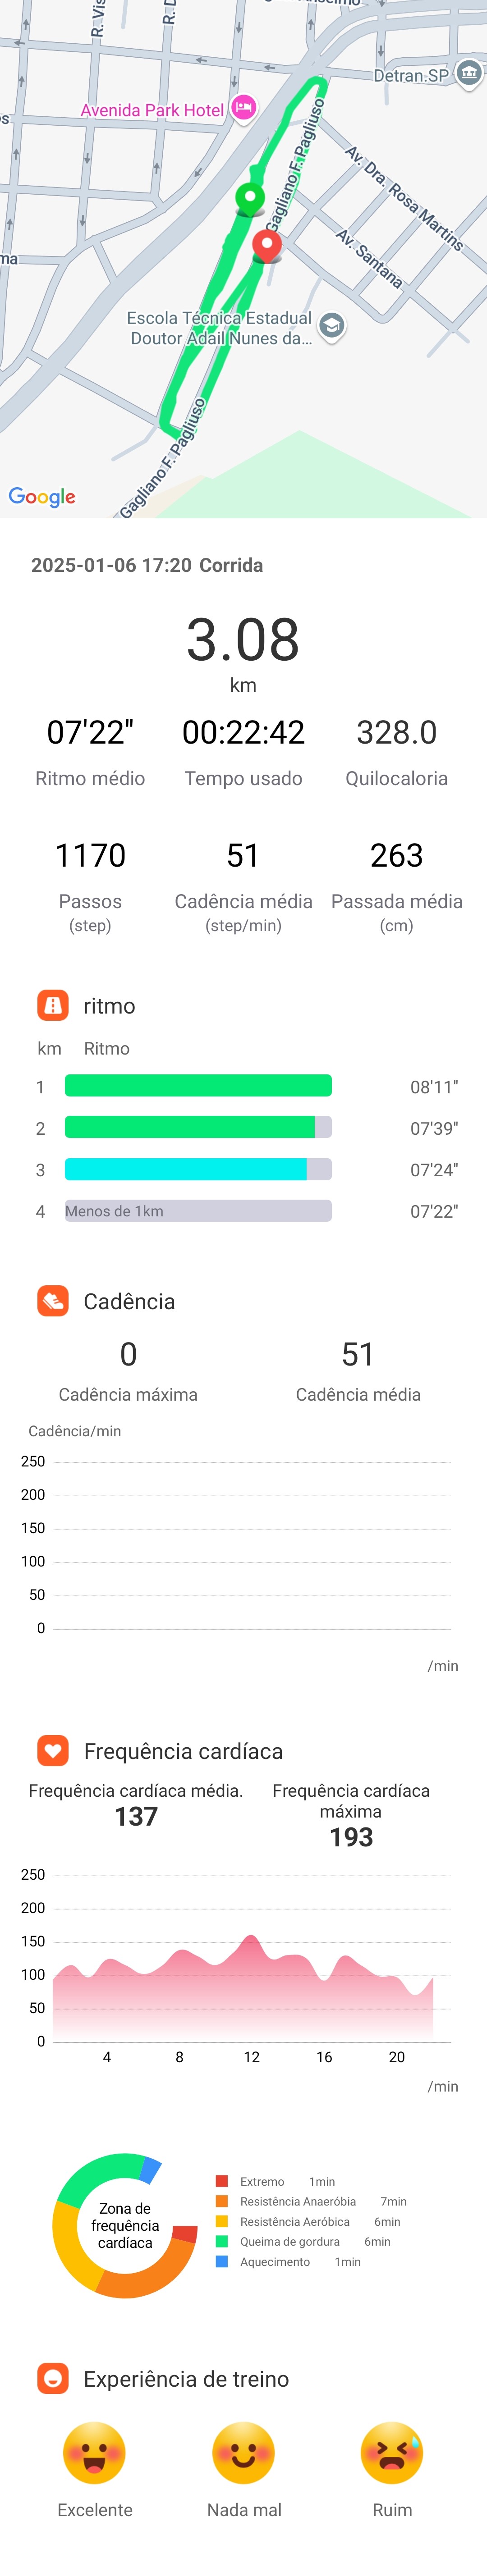 R. Vis
R. D
Anselmo
Detran.SP
Avenida Park Hotel
os
Gagliano F. Pagliuso
Av. Dra. Rosa Martins
Av. Santana
ma
Escola Técnica Estadual
Doutor Adail Nunes da...
Gagliano F. Pagliuso
Google
2025-01-06 17:20 Corrida
3.08
km
07'22" 00:22:42 328.0
Ritmo médio Tempo usado Quilocaloria
1170 51 263
Passos Cadência média Passada média
(step) (step/min) (cm)
ritmo
km Ritmo
1 08'11"
2 07'39"
3 07'24"
4 Menos de 1km 07'22"
Cadência
0 51
Cadência máxima Cadência média
Cadência/min
250
200
150
100
50
0
/min
Frequência cardíaca
Frequência cardíaca média.
137
Frequência cardíaca
máxima
193
250
200
150
100
50
0
4 8 12 16 20
/min
Zona de
frequência
cardíaca
Extremo 1min
Resistência Anaeróbia 7min
Resistência Aeróbica 6min
Queima de gordura 6min
Aquecimento 1min
Experiência de treino
Excelente Nada mal Ruim